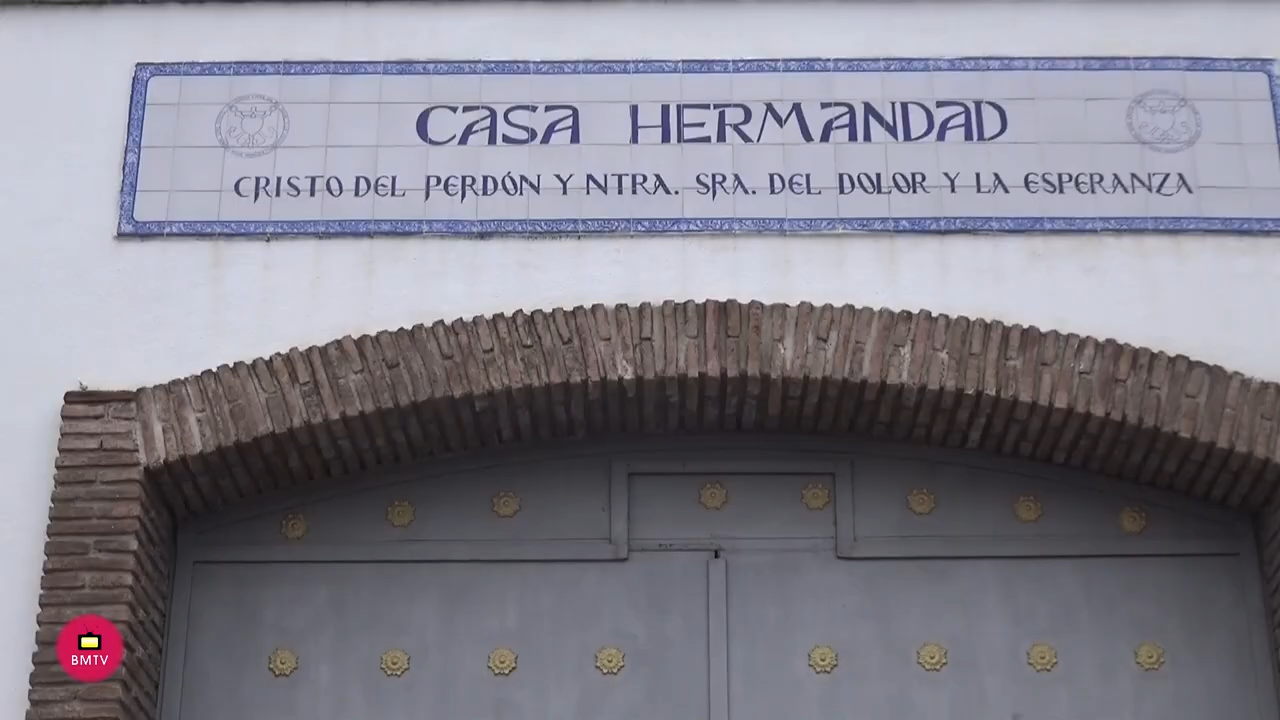 CASA HERMANDAD
CRISTO DEL PERDÓN Y NTRA. SRA. DEL DOLOR Y LA ESPERANZA
BMTV